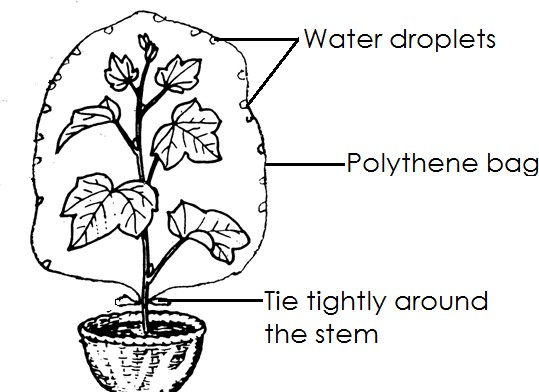 Water droplets
Polythene bag
Tie tightly around
the stem